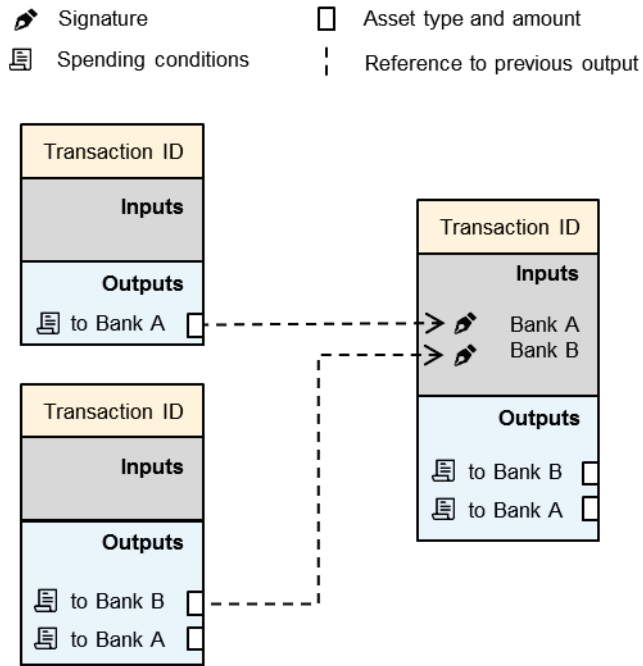 Signature
Asset type and amount
Spending conditions
Reference to previous output
Transaction ID
Inputs
Outputs
to Bank A
Transaction ID
Inputs
Outputs
to Bank B
to Bank A
Transaction ID
Inputs
Bank A
Bank B
Outputs
to Bank B
to Bank A